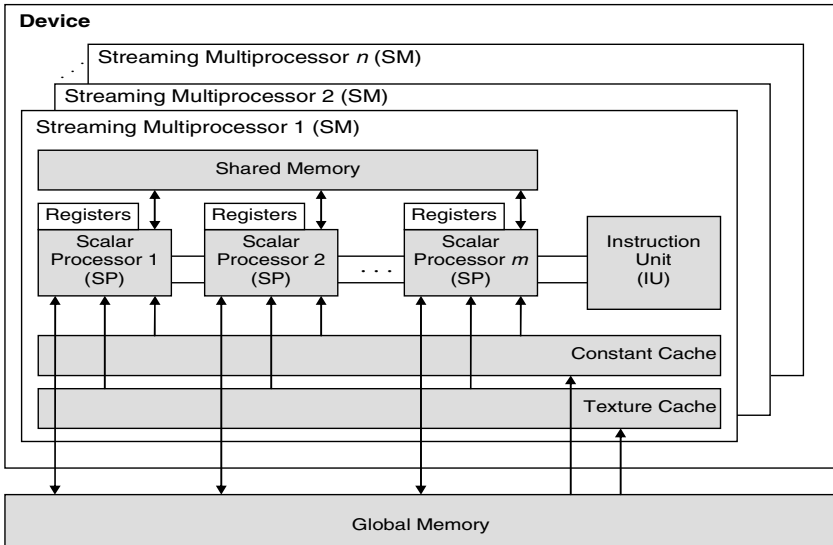 Device
Streaming Multiprocessor n (SM)
. . .
Streaming Multiprocessor 2 (SM)
Streaming Multiprocessor 1 (SM)
Shared Memory
Registers
Registers
Registers
Scalar
Processor 1
(SP)
Scalar
Processor 2
(SP)
. . .
Scalar
Processor m
(SP)
Instruction
Unit
(IU)
Constant Cache
Texture Cache
Global Memory